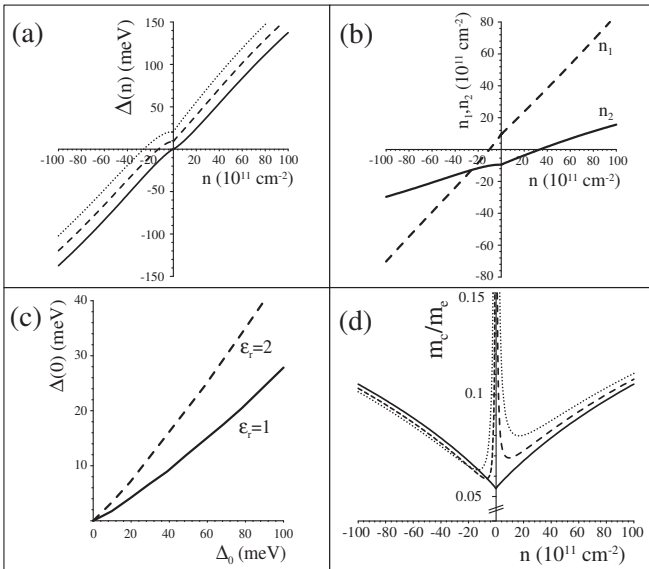 (a)
Δ(n) (meV)
150
100
50
-100 -80 -60 -40 -20
20 40 60 80 100
n (10¹¹ cm⁻²)
-50
-100
-150
(b)
n₁,n₂ (10¹¹ cm⁻²)
80
60
40
20
n₁
n₂
-100 -80 -60 -40 -20
20 40 60 80 100
n (10¹¹ cm⁻²)
-20
-40
-60
-80
(c)
Δ(0) (meV)
40
30
20
10
εᵣ=2
εᵣ=1
0 20 40 60 80 100
Δ₀ (meV)
(d)
m_c/m_e
0.15
0.1
0.05
-100 -80 -60 -40 -20 0 20 40 60 80 100
n (10¹¹ cm⁻²)